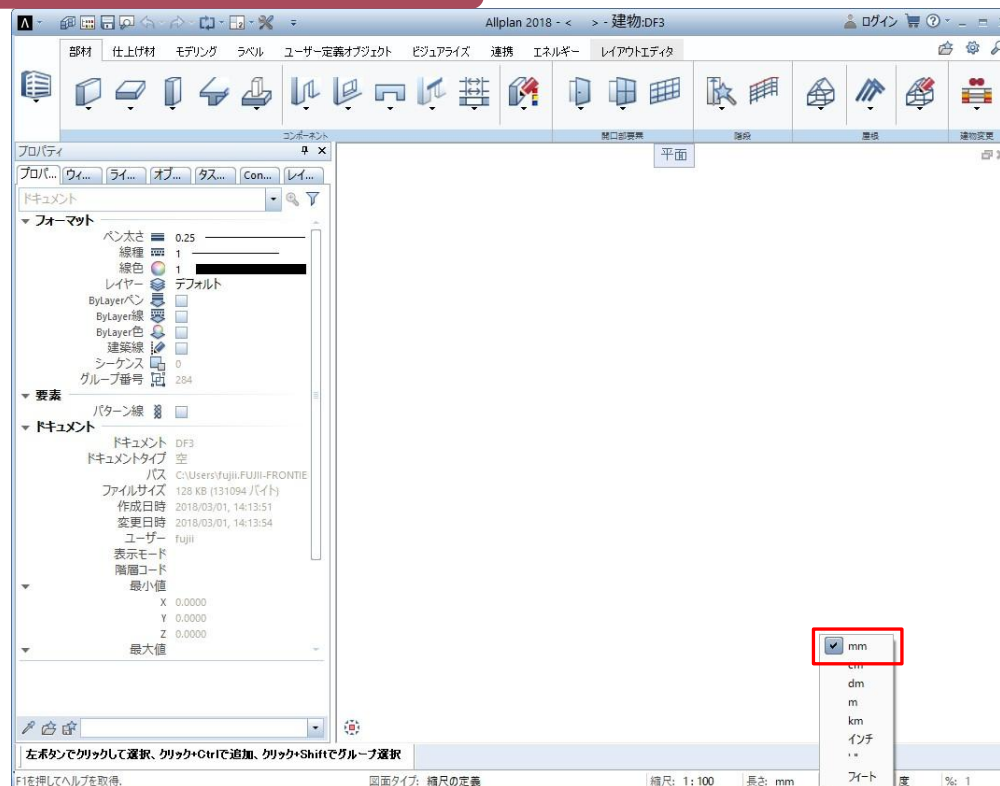 Allplan 2018 - < > - 建物:DF3
ログイン
部材 仕上げ材 モデリング ラベル ユーザー定義オブジェクト ビジュアライズ 連携 エネルギー レイアウトエディタ
コンポーネント 開口部要素 階段 屋根 建物変更
プロパティ
平面
プロパ... ウィ... ライ... オブ... タス... Con... レイ...
ドキュメント
フォーマット
ペン太さ 0.25
線種 1
線色 1
レイヤー デフォルト
ByLayerペン
ByLayer線
ByLayer色
建築線
シーケンス 0
グループ番号 284
要素
パターン線
ドキュメント
ドキュメント DF3
ドキュメントタイプ 空
パス C:\Users\fujii.FUJII-FRONTIE
ファイルサイズ 128 KB (131094 バイト)
作成日時 2018/03/01, 14:13:51
変更日時 2018/03/01, 14:13:54
ユーザー fujii
表示モード
階層コード
最小値
X 0.0000
Y 0.0000
Z 0.0000
最大値
mm
cm
dm
m
km
インチ
' "
フィート
左ボタンでクリックして選択、クリック+Ctrlで追加、クリック+Shiftでグループ選択
F1を押してヘルプを取得. 図面タイプ: 縮尺の定義 縮尺: 1:100 長さ: mm 度 %: 1